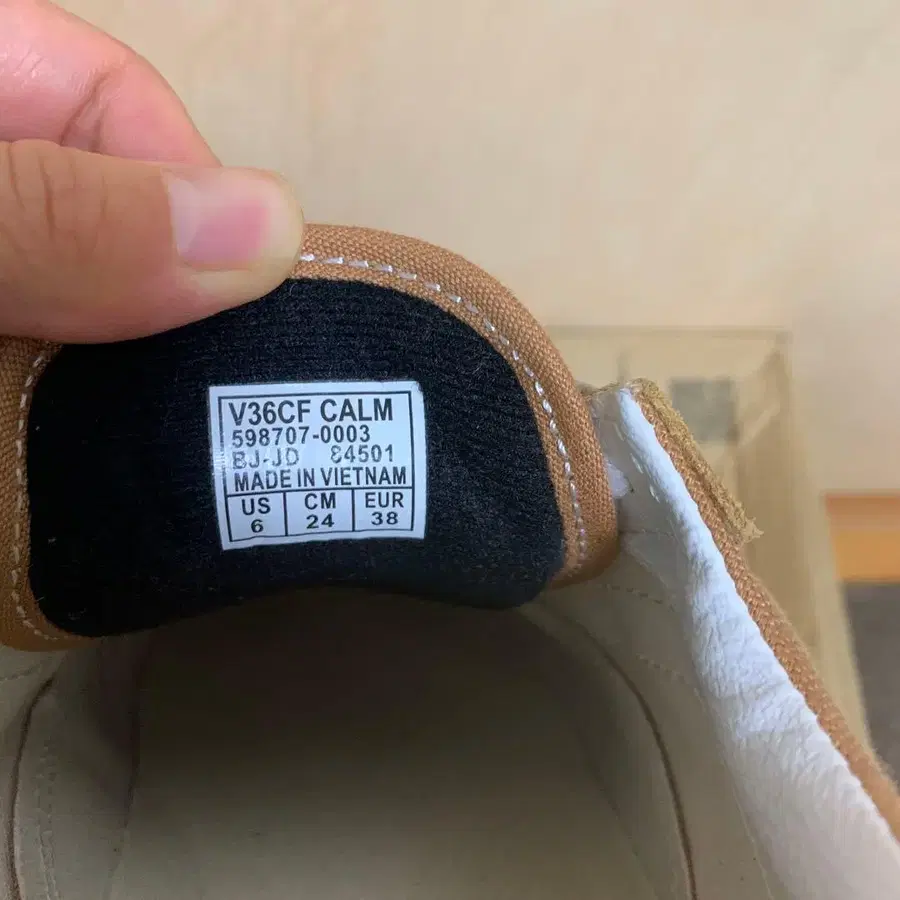 V36CF CALM
598707-0003
BJ-JD 84501
MADE IN VIETNAM
US CM EUR
6 24 38